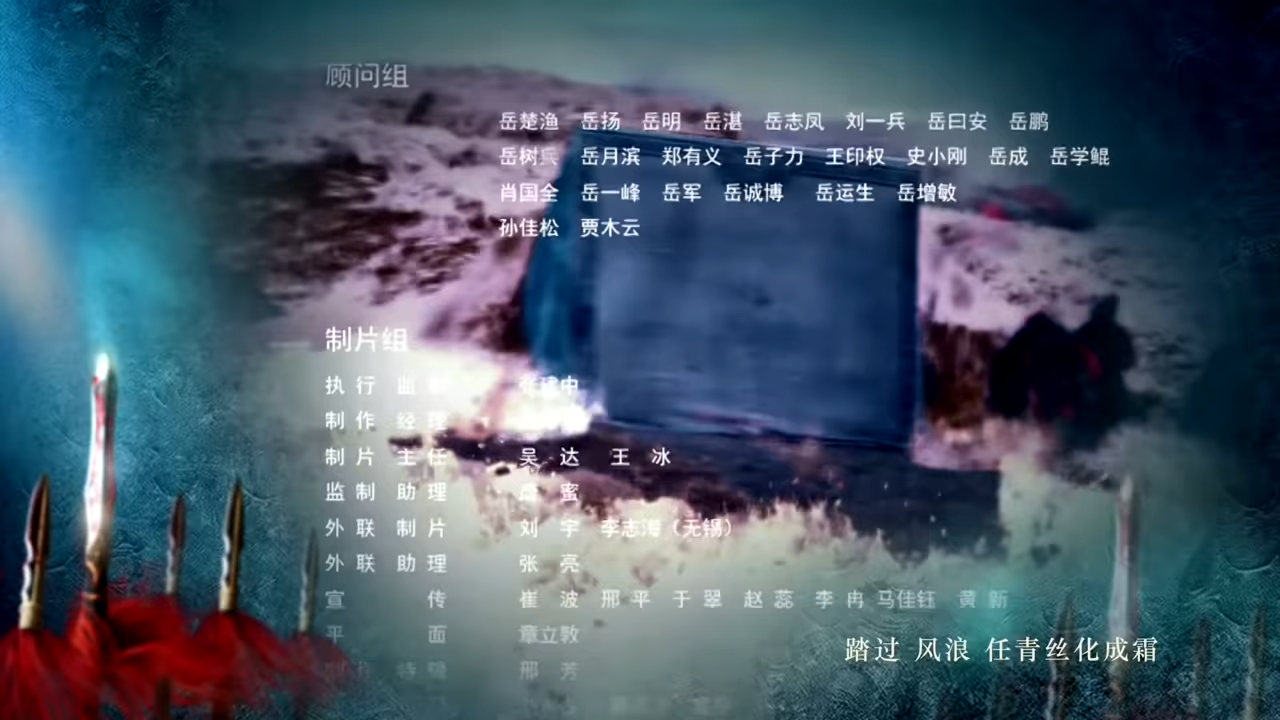 顾问组
岳楚渔 岳扬 岳明 岳湛 岳志凤 刘一兵 岳曰安 岳鹏
岳树兵 岳月滨 郑有义 岳子力 王印权 史小刚 岳成 岳学鲲
肖国全 岳一峰 岳军 岳诚博 岳运生 岳增敏
孙佳松 贾木云
制片组
执行 监 中
制作 经理
制片 主任 吴达 王冰
监制 助理 蜜
外联 制片 刘宇 李志海（无锡）
外联 助理 张亮
宣传 崔波 邢平 于翠 赵蕊 李冉 马佳钰 黄新
平面 章立敦
邢芳
踏过 风浪 任青丝化成霜